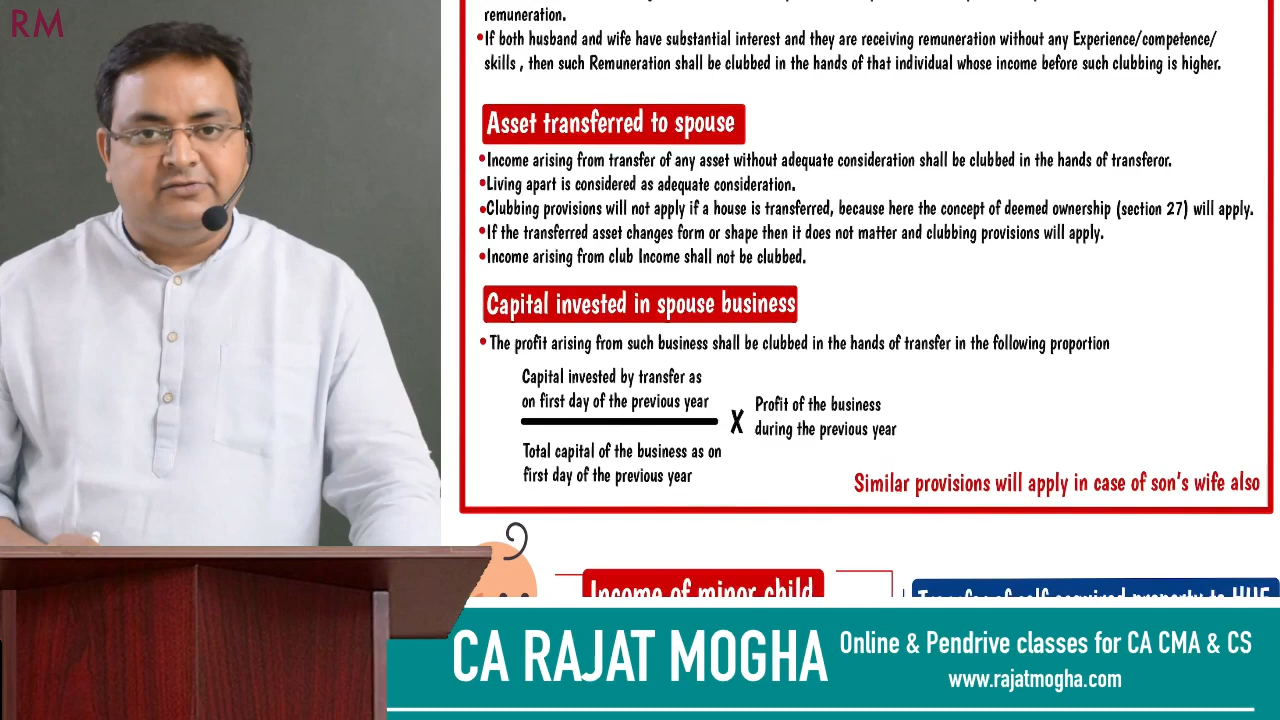 RM
remuneration.
•If both husband and wife have substantial interest and they are receiving remuneration without any Experience/competence/
skills , then such Remuneration shall be clubbed in the hands of that individual whose income before such clubbing is higher.
Asset transferred to spouse
•Income arising from transfer of any asset without adequate consideration shall be clubbed in the hands of transferor.
•Living apart is considered as adequate consideration.
•Clubbing provisions will not apply if a house is transferred, because here the concept of deemed ownership (section 27) will apply.
•If the transferred asset changes form or shape then it does not matter and clubbing provisions will apply.
•Income arising from club Income shall not be clubbed.
Capital invested in spouse business
• The profit arising from such business shall be clubbed in the hands of transfer in the following proportion
Capital invested by transfer as
on first day of the previous year
X
Profit of the business
during the previous year
Total capital of the business as on
first day of the previous year
Similar provisions will apply in case of son's wife also
Income of minor child
Transfer of self acquired property to HUF
CA RAJAT MOGHA
Online & Pendrive classes for CA CMA & CS
www.rajatmogha.com